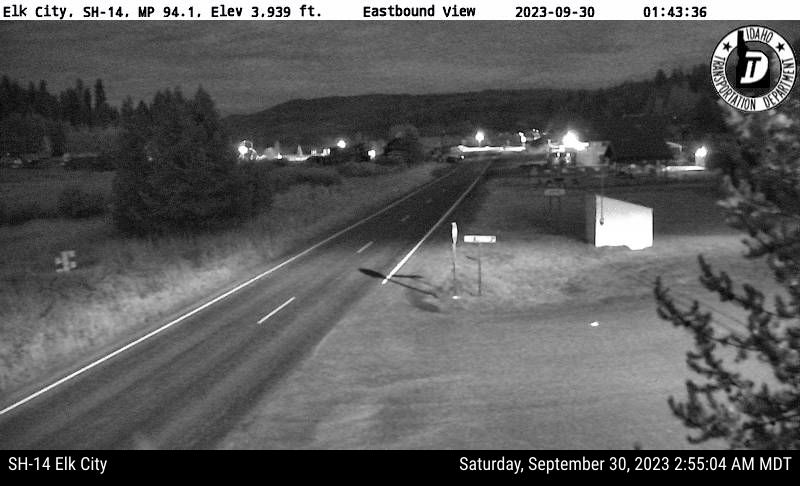 Elk City, SH-14, MP 94.1, Elev 3,939 ft. Eastbound View 2023-09-30 01:43:36
IDAHO
TRANSPORTATION DEPARTMENT
SH-14 Elk City Saturday, September 30, 2023 2:55:04 AM MDT